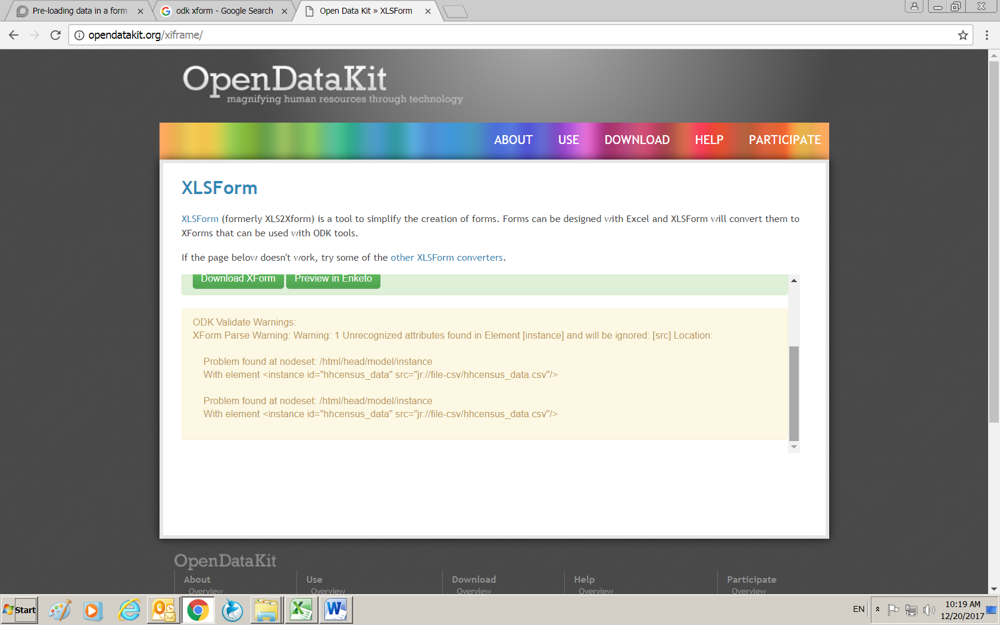 Pre-loading data in a form
odk xform - Google Search
Open Data Kit » XLSForm
opendatakit.org/xiframe/
OpenDataKit
magnifying human resources through technology
ABOUT USE DOWNLOAD HELP PARTICIPATE
XLSForm
XLSForm (formerly XLS2Xform) is a tool to simplify the creation of forms. Forms can be designed with Excel and XLSForm will convert them to
XForms that can be used with ODK tools.
If the page below doesn't work, try some of the other XLSForm converters.
Download XForm Preview in Enketo
ODK Validate Warnings:
XForm Parse Warning: Warning: 1 Unrecognized attributes found in Element [instance] and will be ignored: [src] Location:
Problem found at nodeset: /html/head/model/instance
With element <instance id="hhcensus_data" src="jr://file-csv/hhcensus_data.csv"/>
Problem found at nodeset: /html/head/model/instance
With element <instance id="hhcensus_data" src="jr://file-csv/hhcensus_data.csv"/>
OpenDataKit
About Use Download Help Participate
Overview Overview Overview Overview Overview
Start
EN
10:19 AM
12/20/2017